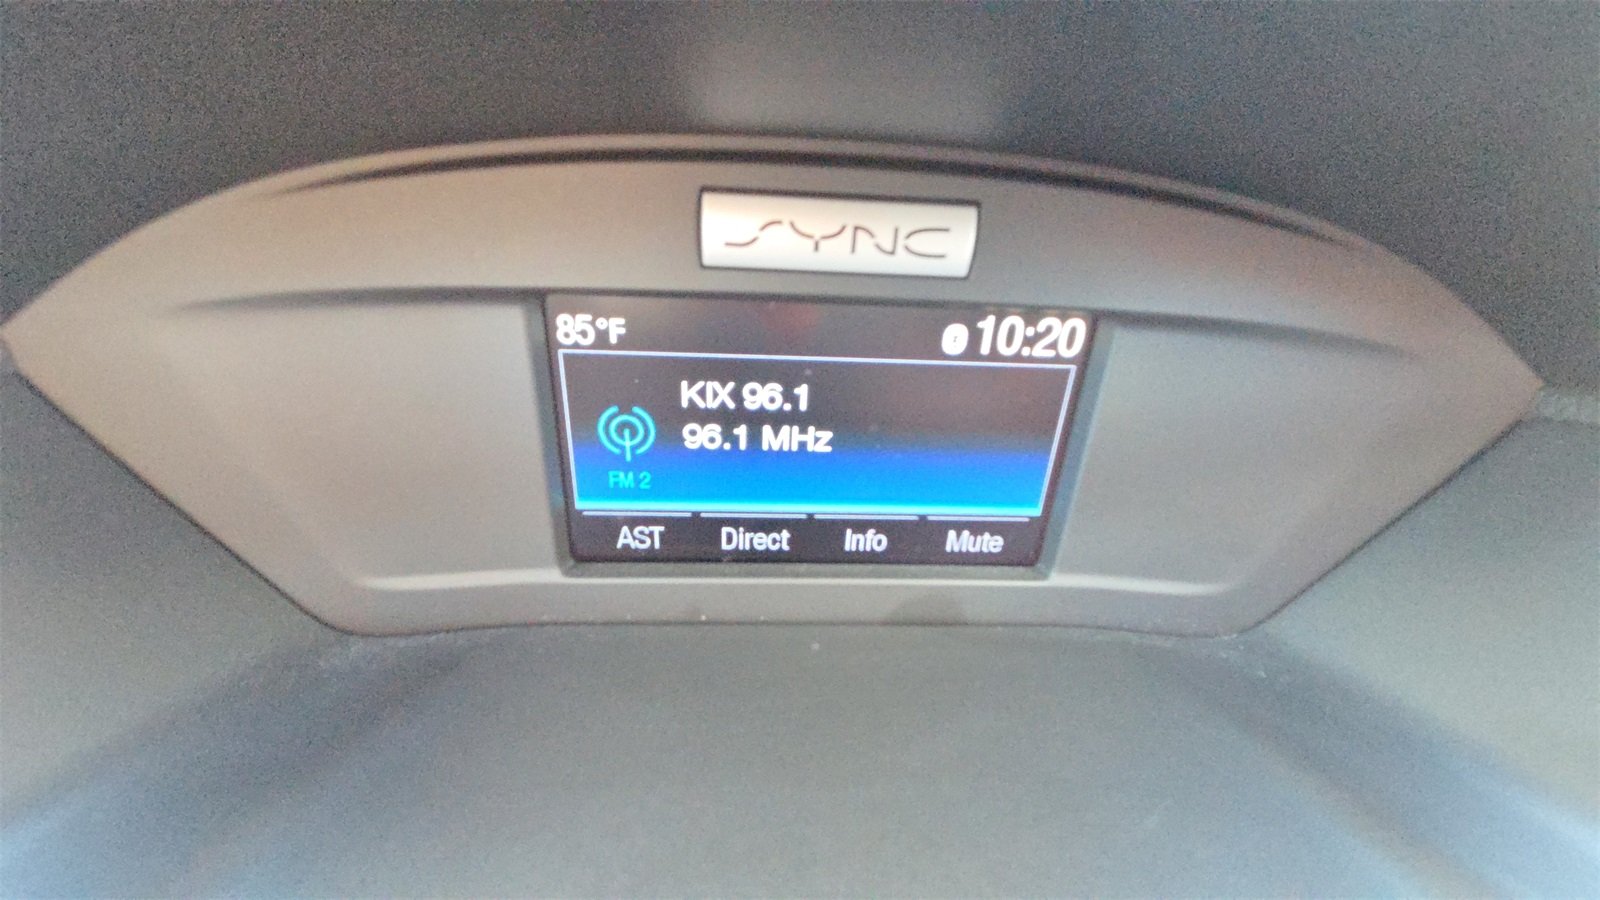 SYNC
85°F 10:20
KIX 96.1
96.1 MHz
FM 2
AST Direct Info Mute